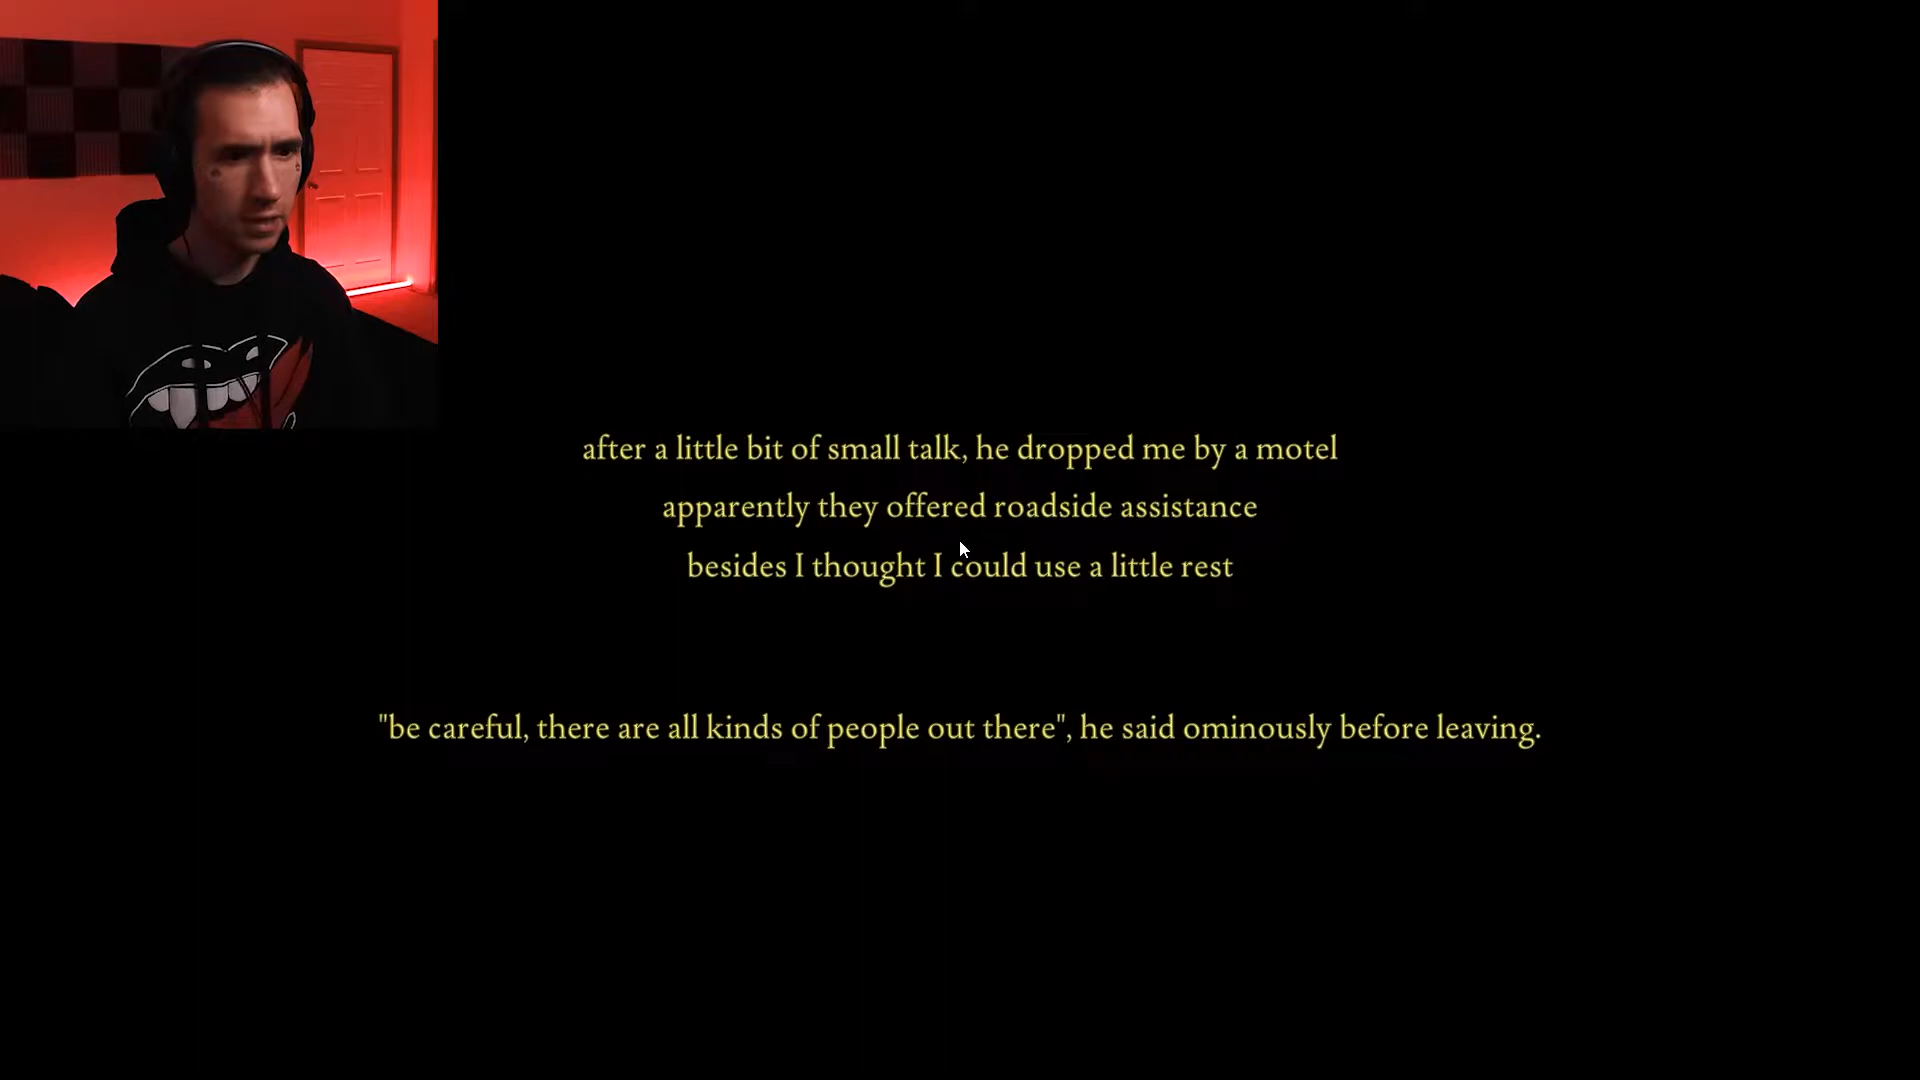 after a little bit of small talk, he dropped me by a motel
apparently they offered roadside assistance
besides I thought I could use a little rest
"be careful, there are all kinds of people out there", he said ominously before leaving.